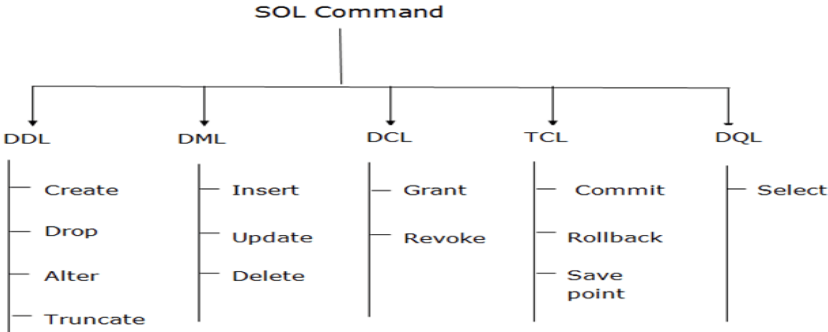 SOL Command
DDL
DML
DCL
TCL
DQL
Create
Drop
Alter
Truncate
Insert
Update
Delete
Grant
Revoke
Commit
Rollback
Save
point
Select